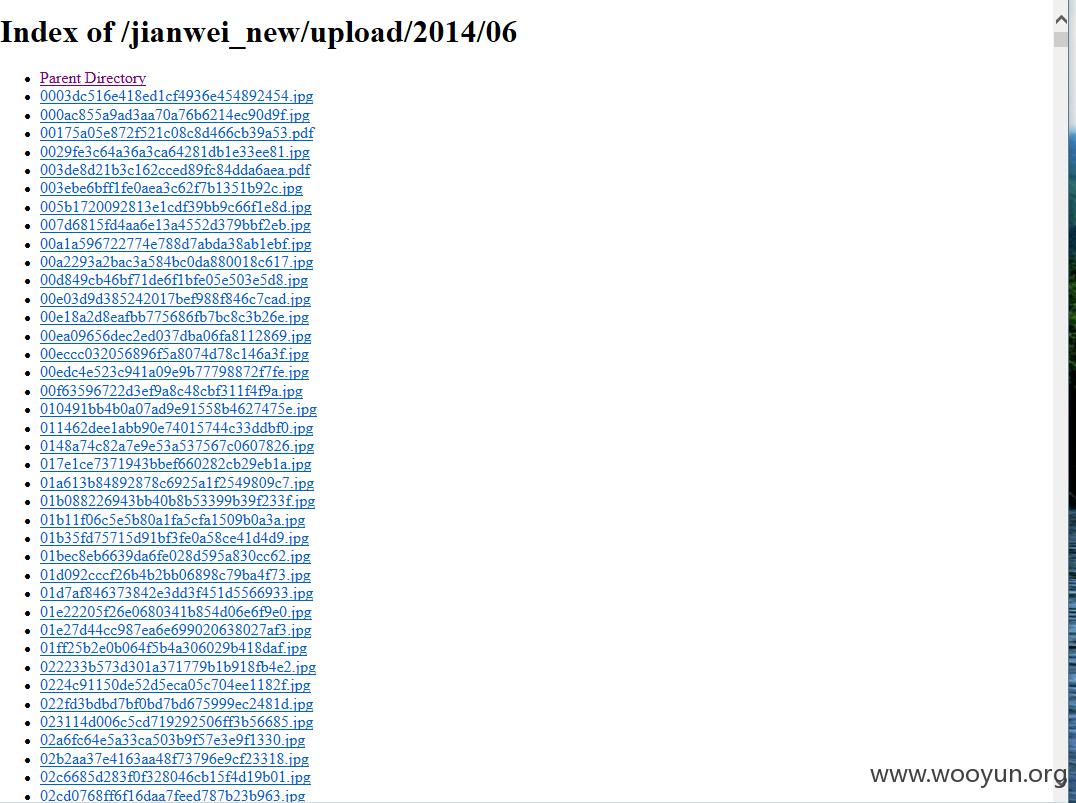 Index of /jianwei_new/upload/2014/06
Parent Directory
0003dc516e418ed1cf4936e454892454.jpg
000ac855a9ad3aa70a76b6214ec90d9f.jpg
00175a05e872f521c08c8d466cb39a53.pdf
0029fe3c64a36a3ca64281db1e33ee81.jpg
003de8d21b3c162cced89fc84dda6aea.pdf
003ebe6bff1fe0aea3c62f7b1351b92c.jpg
005b1720092813e1cdf39bb9c66f1e8d.jpg
007d6815fd4aa6e13a4552d379bbf2eb.jpg
00a1a596722774e788d7abda38ab1ebf.jpg
00a2293a2bac3a584bc0da880018c617.jpg
00d849cb46bf71de6f1bfe05e503e5d8.jpg
00e03d9d385242017bef988f846c7cad.jpg
00e18a2d8eafbb775686fb7bc8c3b26e.jpg
00ea09656dec2ed037dba06fa8112869.jpg
00eccc032056896f5a8074d78c146a3f.jpg
00edc4e523c941a09e9b77798872f7fe.jpg
00f63596722d3ef9a8c48cbf311f4f9a.jpg
010491bb4b0a07ad9e91558b4627475e.jpg
011462dee1abb90e74015744c33ddbf0.jpg
0148a74c82a7e9e53a537567c0607826.jpg
017e1ce7371943bbef660282cb29eb1a.jpg
01a613b84892878c6925a1f2549809c7.jpg
01b088226943bb40b8b53399b39f233f.jpg
01b11f06c5e5b80a1fa5cfa1509b0a3a.jpg
01b35fd75715d91bf3fe0a58ce41d4d9.jpg
01bec8eb6639da6fe028d595a830cc62.jpg
01d092cccf26b4b2bb06898c79ba4f73.jpg
01d7af846373842e3dd3f451d5566933.jpg
01e22205f26e0680341b854d06e6f9e0.jpg
01e27d44cc987ea6e699020638027af3.jpg
01ff25b2e0b064f5b4a306029b418daf.jpg
022233b573d301a371779b1b918fb4e2.jpg
0224c91150de52d5eca05c704ee1182f.jpg
022fd3bdbd7bf0bd7bd675999ec2481d.jpg
023114d006c5cd719292506ff3b56685.jpg
02a6fc64e5a33ca503b9f57e3e9f1330.jpg
02b2aa37e4163aa48f73796e9cf23318.jpg
02c6685d283f0f328046cb15f4d19b01.jpg
02cd0768ff6f16daa7feed787b23b963.jpg
www.wooyun.org